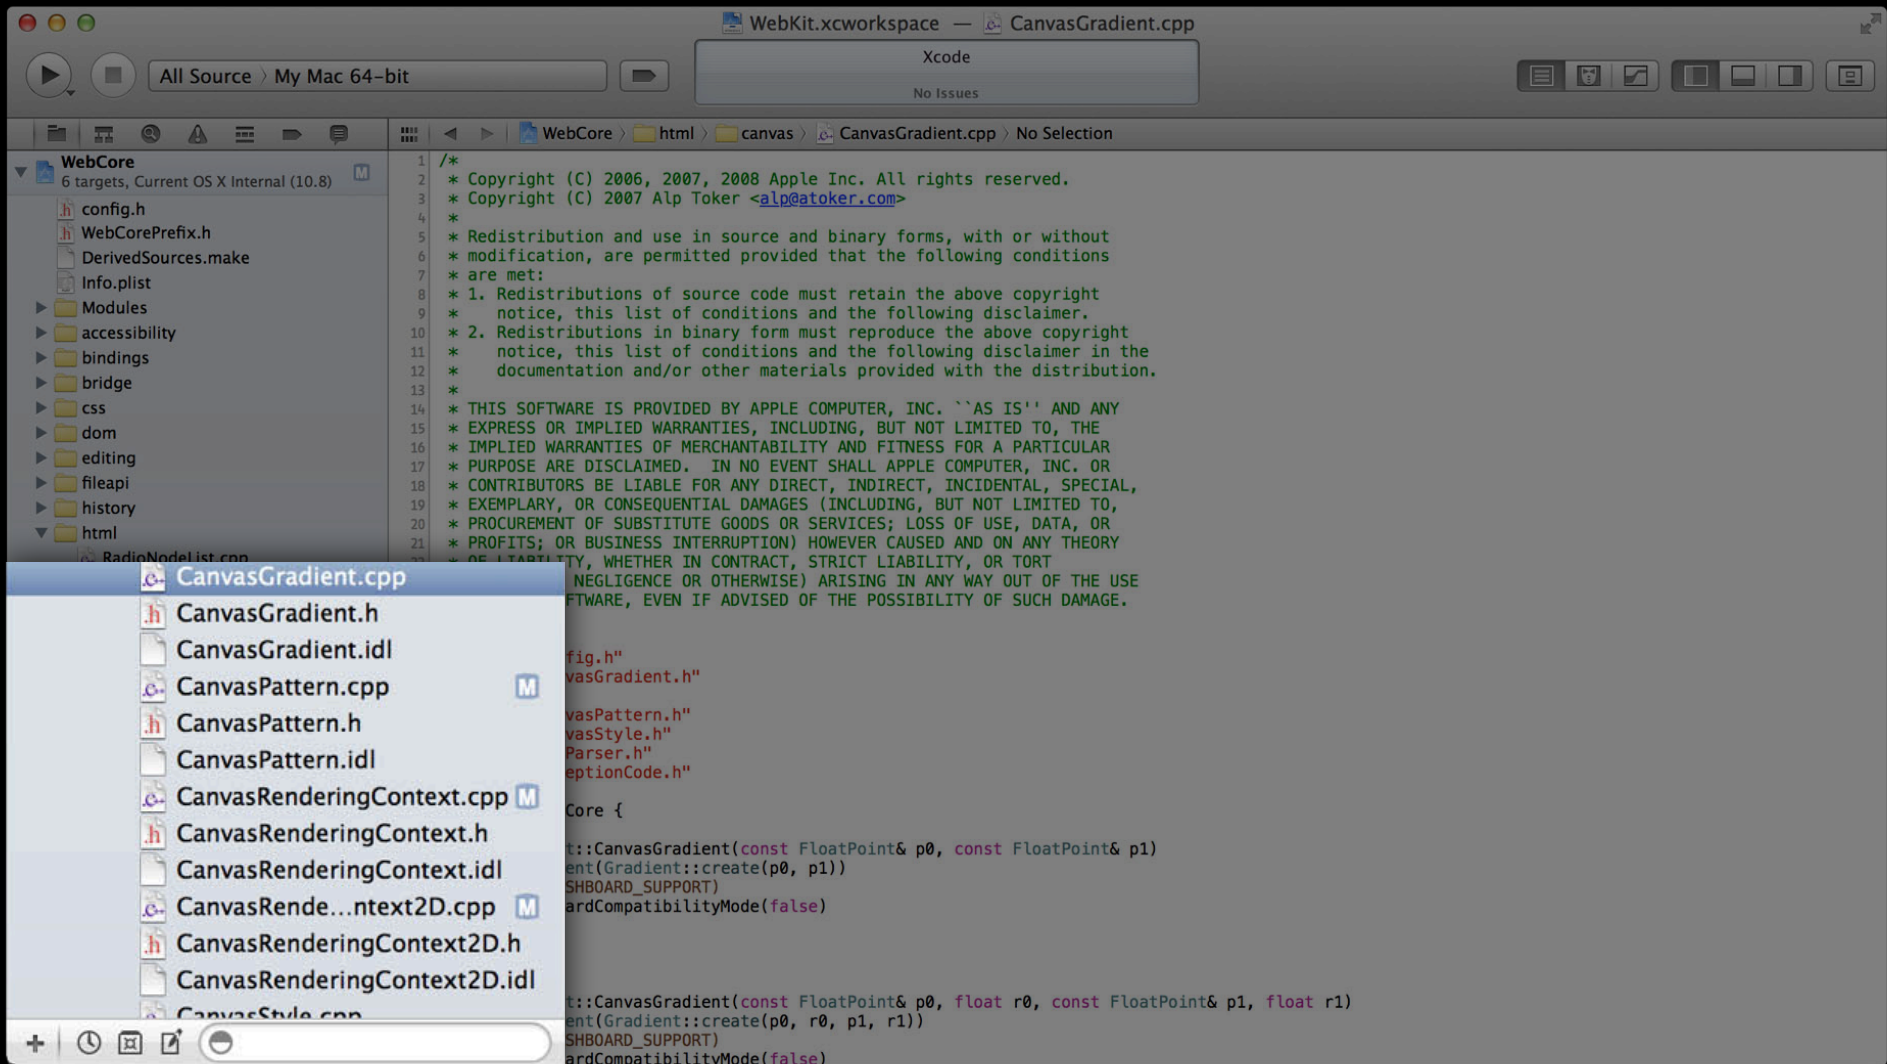 WebKit.xcworkspace — CanvasGradient.cpp
All Source 〉 My Mac 64-bit
Xcode
No Issues
WebCore 〉 html 〉 canvas 〉 CanvasGradient.cpp 〉 No Selection
WebCore
6 targets, Current OS X Internal (10.8)
M
config.h
WebCorePrefix.h
DerivedSources.make
Info.plist
Modules
accessibility
bindings
bridge
css
dom
editing
fileapi
history
html
RadioNodeList.cpp
CanvasGradient.cpp
CanvasGradient.h
CanvasGradient.idl
CanvasPattern.cpp M
CanvasPattern.h
CanvasPattern.idl
CanvasRenderingContext.cpp M
CanvasRenderingContext.h
CanvasRenderingContext.idl
CanvasRende...ntext2D.cpp M
CanvasRenderingContext2D.h
CanvasRenderingContext2D.idl
CanvasStyle.cpp
1 /*
2 * Copyright (C) 2006, 2007, 2008 Apple Inc. All rights reserved.
3 * Copyright (C) 2007 Alp Toker <alp@atoker.com>
4 *
5 * Redistribution and use in source and binary forms, with or without
6 * modification, are permitted provided that the following conditions
7 * are met:
8 * 1. Redistributions of source code must retain the above copyright
9 *    notice, this list of conditions and the following disclaimer.
10 * 2. Redistributions in binary form must reproduce the above copyright
11 *    notice, this list of conditions and the following disclaimer in the
12 *    documentation and/or other materials provided with the distribution.
13 *
14 * THIS SOFTWARE IS PROVIDED BY APPLE COMPUTER, INC. ``AS IS'' AND ANY
15 * EXPRESS OR IMPLIED WARRANTIES, INCLUDING, BUT NOT LIMITED TO, THE
16 * IMPLIED WARRANTIES OF MERCHANTABILITY AND FITNESS FOR A PARTICULAR
17 * PURPOSE ARE DISCLAIMED.  IN NO EVENT SHALL APPLE COMPUTER, INC. OR
18 * CONTRIBUTORS BE LIABLE FOR ANY DIRECT, INDIRECT, INCIDENTAL, SPECIAL,
19 * EXEMPLARY, OR CONSEQUENTIAL DAMAGES (INCLUDING, BUT NOT LIMITED TO,
20 * PROCUREMENT OF SUBSTITUTE GOODS OR SERVICES; LOSS OF USE, DATA, OR
21 * PROFITS; OR BUSINESS INTERRUPTION) HOWEVER CAUSED AND ON ANY THEORY
OF LIABILITY, WHETHER IN CONTRACT, STRICT LIABILITY, OR TORT
NEGLIGENCE OR OTHERWISE) ARISING IN ANY WAY OUT OF THE USE
FTWARE, EVEN IF ADVISED OF THE POSSIBILITY OF SUCH DAMAGE.
fig.h"
vasGradient.h"
vasPattern.h"
vasStyle.h"
Parser.h"
eptionCode.h"
Core {
t::CanvasGradient(const FloatPoint& p0, const FloatPoint& p1)
ent(Gradient::create(p0, p1))
SHBOARD_SUPPORT)
ardCompatibilityMode(false)
t::CanvasGradient(const FloatPoint& p0, float r0, const FloatPoint& p1, float r1)
ent(Gradient::create(p0, r0, p1, r1))
SHBOARD_SUPPORT)
ardCompatibilityMode(false)